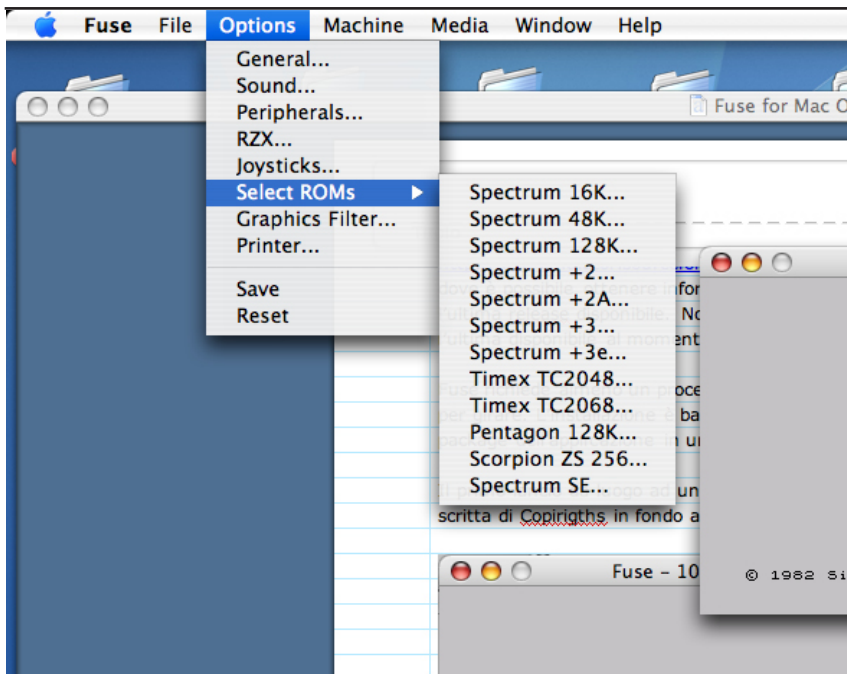 Fuse File Options Machine Media Window Help
General...
Sound...
Peripherals...
RZX...
Joysticks...
Select ROMs
Graphics Filter...
Printer...
Save
Reset
Spectrum 16K...
Spectrum 48K...
Spectrum 128K...
Spectrum +2...
Spectrum +2A...
Spectrum +3...
Spectrum +3e...
Timex TC2048...
Timex TC2068...
Pentagon 128K...
Scorpion ZS 256...
Spectrum SE...
Fuse for Mac O
scritta di Copirigths in fondo a
Fuse – 10
© 1982 Si